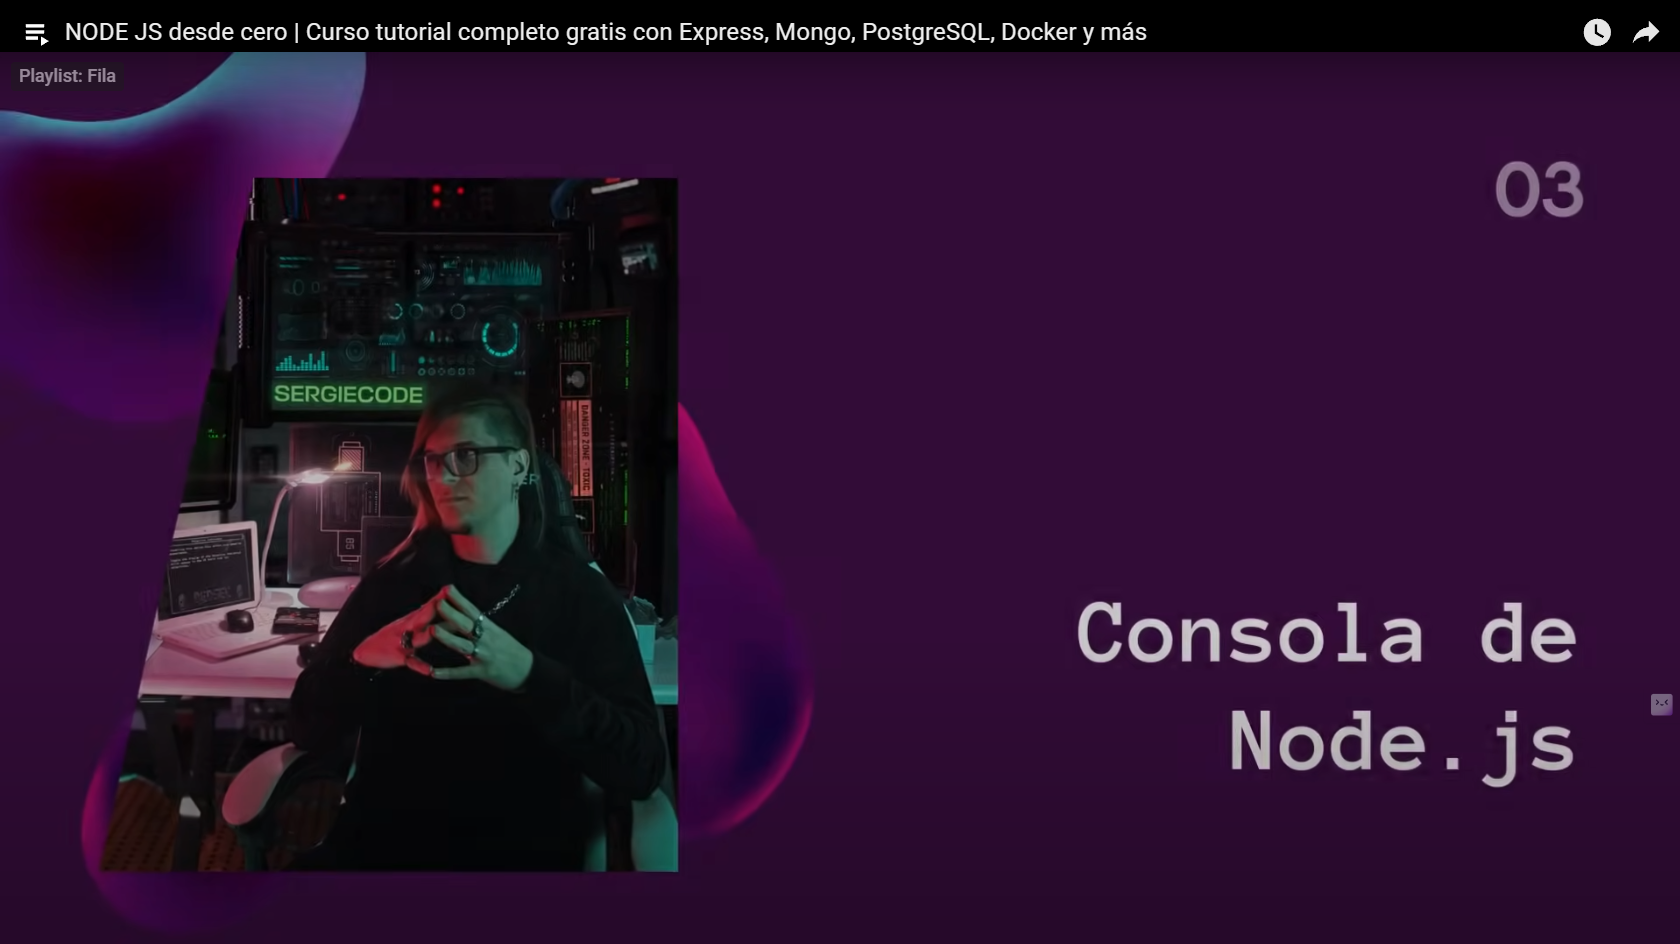 NODE JS desde cero | Curso tutorial completo gratis con Express, Mongo, PostgreSQL, Docker y más
Playlist: Fila
03
SERGIECODE
DANGER ZONE - TOXIC
Consola de
Node.js